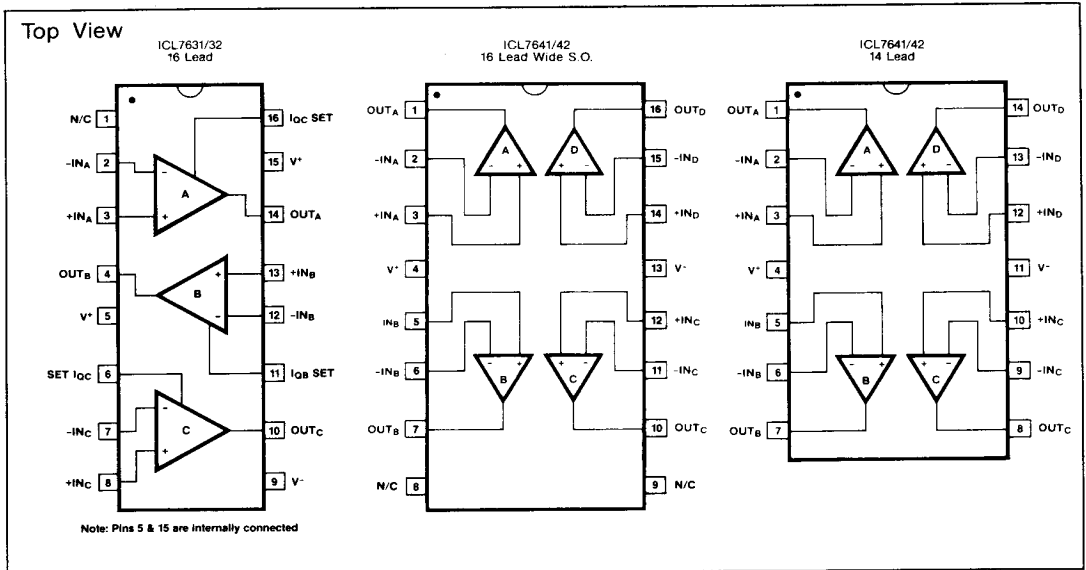 Top View
ICL7631/32
16 Lead
N/C 1
2 -INA
3 +INA
OUTB 4
V+ 5
SET IQC 6
-INC 7
+INC 8
16 IQC SET
15 V+
14 OUTA
13 +INB
12 -INB
11 IQB SET
10 OUTC
9 V-
- A +
+ B -
- C +
Note: Pins 5 & 15 are internally connected
ICL7641/42
16 Lead Wide S.O.
OUTA 1
-INA 2
+INA 3
V+ 4
INB 5
-INB 6
OUTB 7
N/C 8
16 OUTD
15 -IND
14 +IND
13 V-
12 +INC
11 -INC
10 OUTC
9 N/C
A - +
D + -
- + B
+ - C
ICL7641/42
14 Lead
OUTA 1
-INA 2
+INA 3
V+ 4
INB 5
-INB 6
OUTB 7
14 OUTD
13 -IND
12 +IND
11 V-
10 +INC
9 -INC
8 OUTC
A - +
D + -
- + B
+ - C